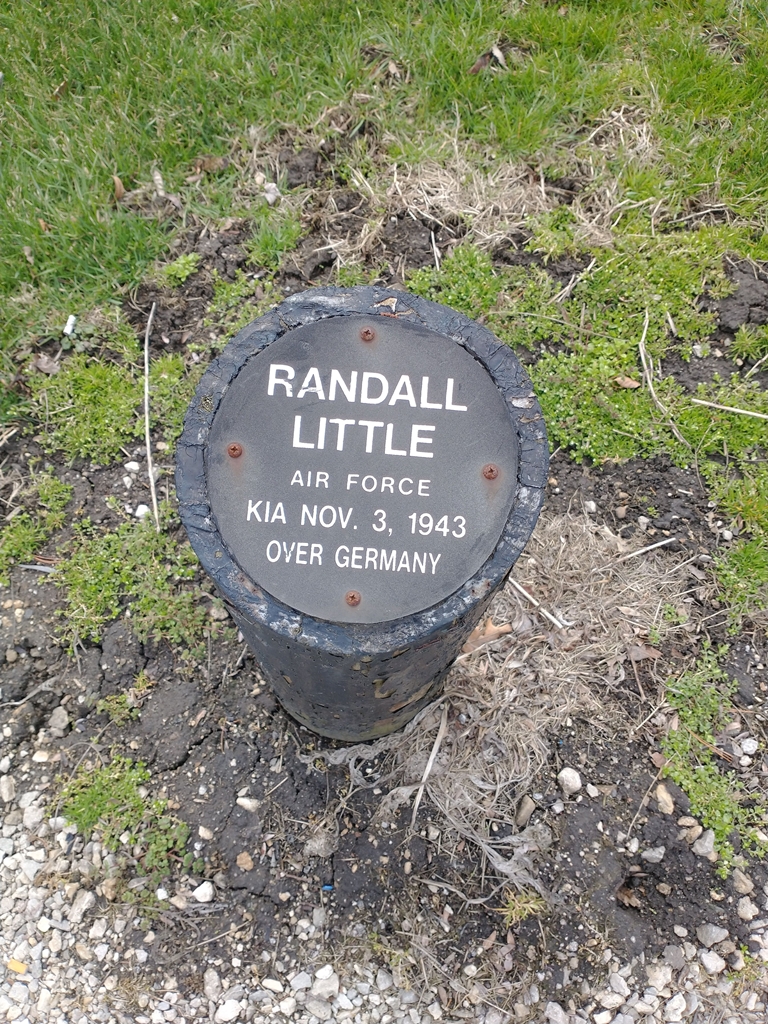 RANDALL
LITTLE
AIR FORCE
KIA NOV. 3, 1943
OVER GERMANY